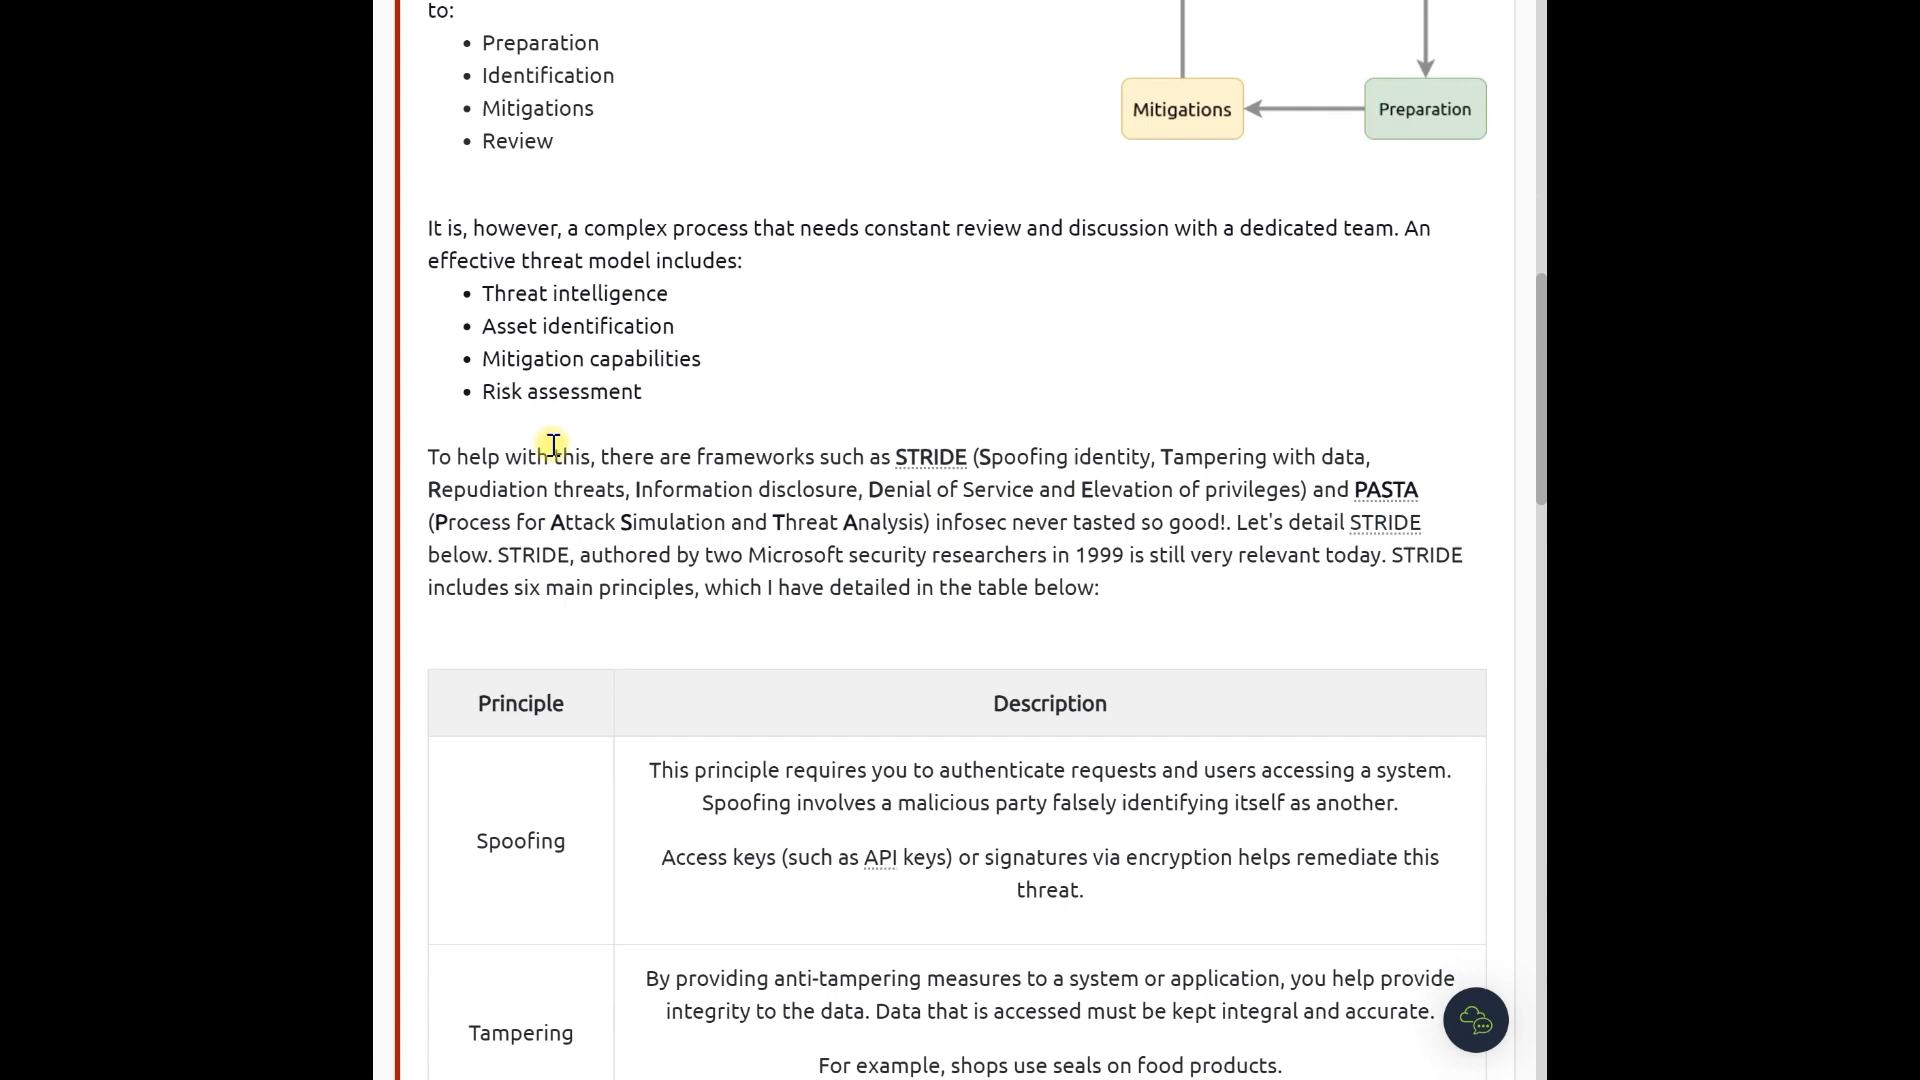 to:
• Preparation
• Identification
• Mitigations
• Review
Mitigations
Preparation
It is, however, a complex process that needs constant review and discussion with a dedicated team. An
effective threat model includes:
• Threat intelligence
• Asset identification
• Mitigation capabilities
• Risk assessment
To help with this, there are frameworks such as STRIDE (Spoofing identity, Tampering with data,
Repudiation threats, Information disclosure, Denial of Service and Elevation of privileges) and PASTA
(Process for Attack Simulation and Threat Analysis) infosec never tasted so good!. Let's detail STRIDE
below. STRIDE, authored by two Microsoft security researchers in 1999 is still very relevant today. STRIDE
includes six main principles, which I have detailed in the table below:
Principle
Description
Spoofing
This principle requires you to authenticate requests and users accessing a system.
Spoofing involves a malicious party falsely identifying itself as another.
Access keys (such as API keys) or signatures via encryption helps remediate this
threat.
Tampering
By providing anti-tampering measures to a system or application, you help provide
integrity to the data. Data that is accessed must be kept integral and accurate.
For example, shops use seals on food products.